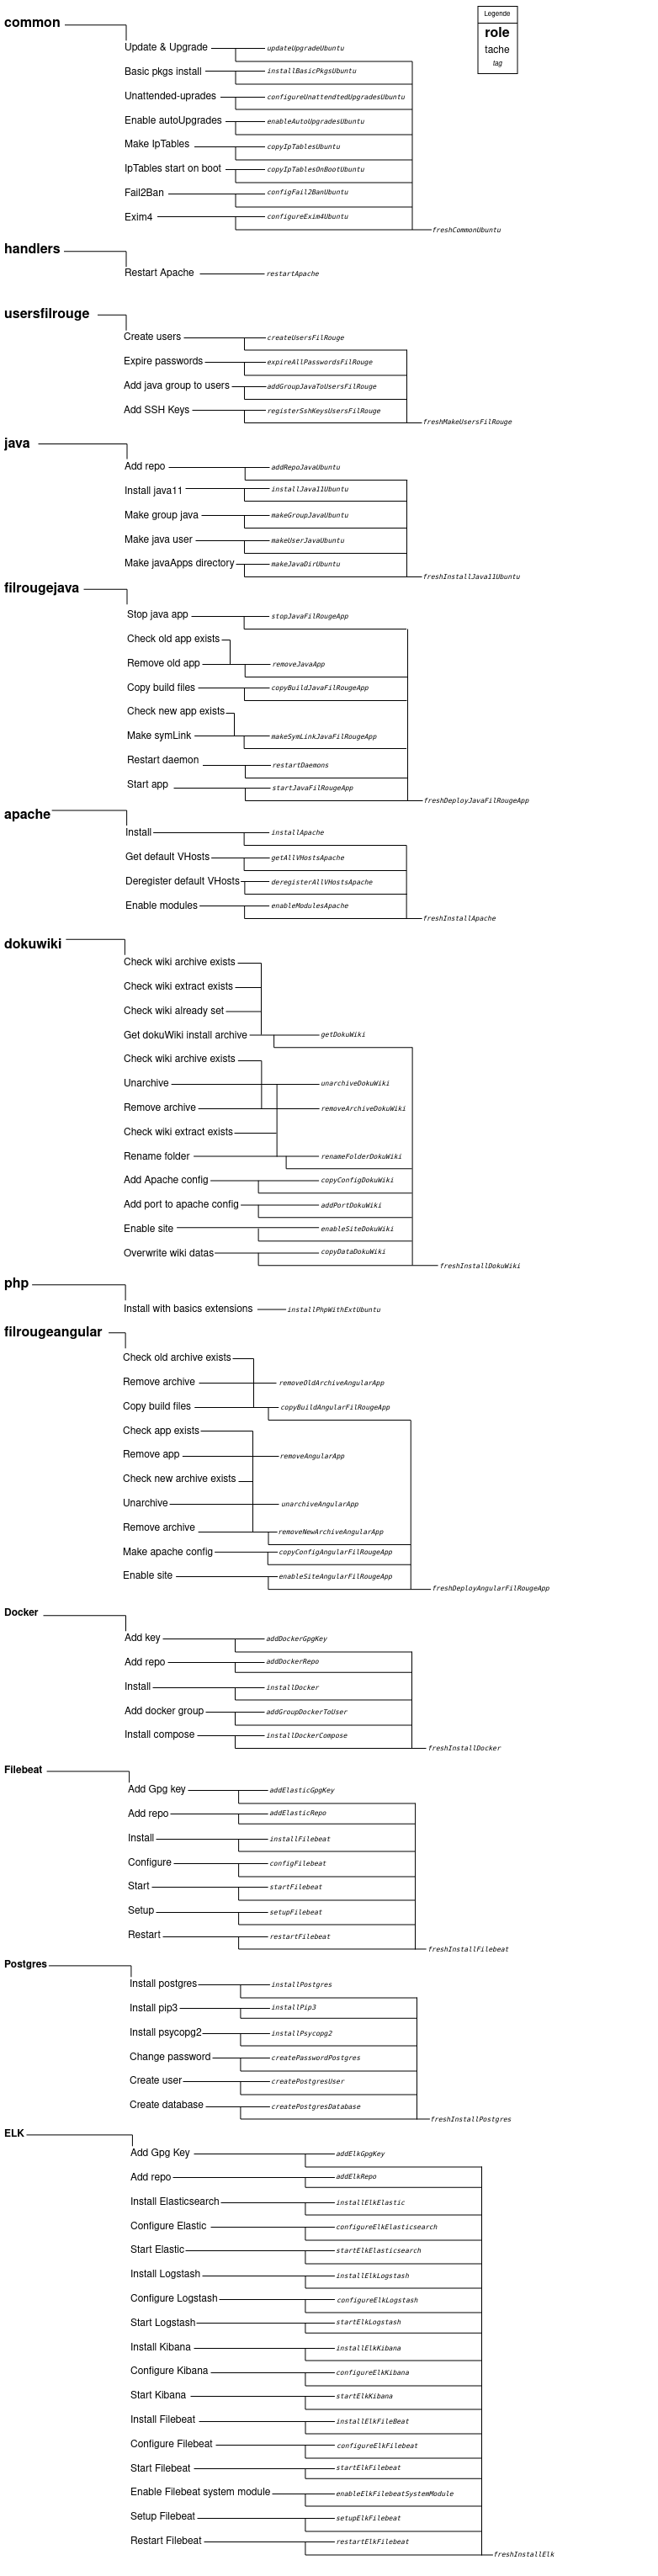 Legende
role
tache
tag
common
Update & Upgrade updateUpgradeUbuntu
Basic pkgs install installBasicPkgsUbuntu
Unattended-uprades configureUnattendtedUpgradesUbuntu
Enable autoUpgrades enableAutoUpgradesUbuntu
Make IpTables copyIpTablesUbuntu
IpTables start on boot copyIpTablesOnBootUbuntu
Fail2Ban configFail2BanUbuntu
Exim4 configureExim4Ubuntu
freshCommonUbuntu
handlers
Restart Apache restartApache
usersfilrouge
Create users createUsersFilRouge
Expire passwords expireAllPasswordsFilRouge
Add java group to users addGroupJavaToUsersFilRouge
Add SSH Keys registerSshKeysUsersFilRouge
freshMakeUsersFilRouge
java
Add repo addRepoJavaUbuntu
Install java11 installJava11Ubuntu
Make group java makeGroupJavaUbuntu
Make java user makeUserJavaUbuntu
Make javaApps directory makeJavaDirUbuntu
freshInstallJava11Ubuntu
filrougejava
Stop java app stopJavaFilRougeApp
Check old app exists
Remove old app removeJavaApp
Copy build files copyBuildJavaFilRougeApp
Check new app exists
Make symLink makeSymLinkJavaFilRougeApp
Restart daemon restartDaemons
Start app startJavaFilRougeApp
freshDeployJavaFilRougeApp
apache
Install installApache
Get default VHosts getAllVHostsApache
Deregister default VHosts deregisterAllVHostsApache
Enable modules enableModulesApache
freshInstallApache
dokuwiki
Check wiki archive exists
Check wiki extract exists
Check wiki already set
Get dokuWiki install archive getDokuWiki
Check wiki archive exists
Unarchive unarchiveDokuWiki
Remove archive removeArchiveDokuWiki
Check wiki extract exists
Rename folder renameFolderDokuWiki
Add Apache config copyConfigDokuWiki
Add port to apache config addPortDokuWiki
Enable site enableSiteDokuWiki
Overwrite wiki datas copyDataDokuWiki
freshInstallDokuWiki
php
Install with basics extensions installPhpWithExtUbuntu
filrougeangular
Check old archive exists
Remove archive removeOldArchiveAngularApp
Copy build files copyBuildAngularFilRougeApp
Check app exists
Remove app removeAngularApp
Check new archive exists
Unarchive unarchiveAngularApp
Remove archive removeNewArchiveAngularApp
Make apache config copyConfigAngularFilRougeApp
Enable site enableSiteAngularFilRougeApp
freshDeployAngularFilRougeApp
Docker
Add key addDockerGpgKey
Add repo addDockerRepo
Install installDocker
Add docker group addGroupDockerToUser
Install compose installDockerCompose
freshInstallDocker
Filebeat
Add Gpg key addElasticGpgKey
Add repo addElasticRepo
Install installFilebeat
Configure configFilebeat
Start startFilebeat
Setup setupFilebeat
Restart restartFilebeat
freshInstallFilebeat
Postgres
Install postgres installPostgres
Install pip3 installPip3
Install psycopg2 installPsycopg2
Change password createPasswordPostgres
Create user createPostgresUser
Create database createPostgresDatabase
freshInstallPostgres
ELK
Add Gpg Key addElkGpgKey
Add repo addElkRepo
Install Elasticsearch installElkElastic
Configure Elastic configureElkElasticsearch
Start Elastic startElkElasticsearch
Install Logstash installElkLogstash
Configure Logstash configureElkLogstash
Start Logstash startElkLogstash
Install Kibana installElkKibana
Configure Kibana configureElkKibana
Start Kibana startElkKibana
Install Filebeat installElkFileBeat
Configure Filebeat configureElkFilebeat
Start Filebeat startElkFilebeat
Enable Filebeat system module enableElkFilebeatSystemModule
Setup Filebeat setupElkFilebeat
Restart Filebeat restartElkFilebeat
freshInstallElk